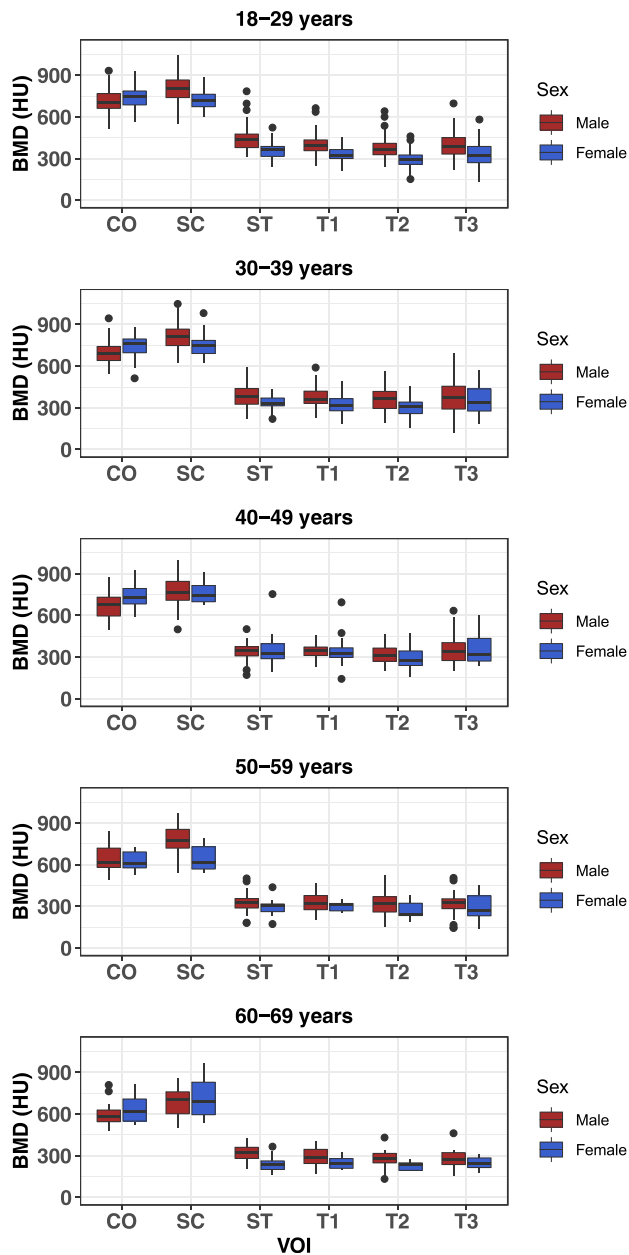 18−29 years
BMD (HU)
900
600
300
0
CO SC ST T1 T2 T3
Sex
Male
Female
30−39 years
BMD (HU)
900
600
300
0
CO SC ST T1 T2 T3
Sex
Male
Female
40−49 years
BMD (HU)
900
600
300
0
CO SC ST T1 T2 T3
Sex
Male
Female
50−59 years
BMD (HU)
900
600
300
0
CO SC ST T1 T2 T3
Sex
Male
Female
60−69 years
BMD (HU)
900
600
300
0
CO SC ST T1 T2 T3
VOI
Sex
Male
Female